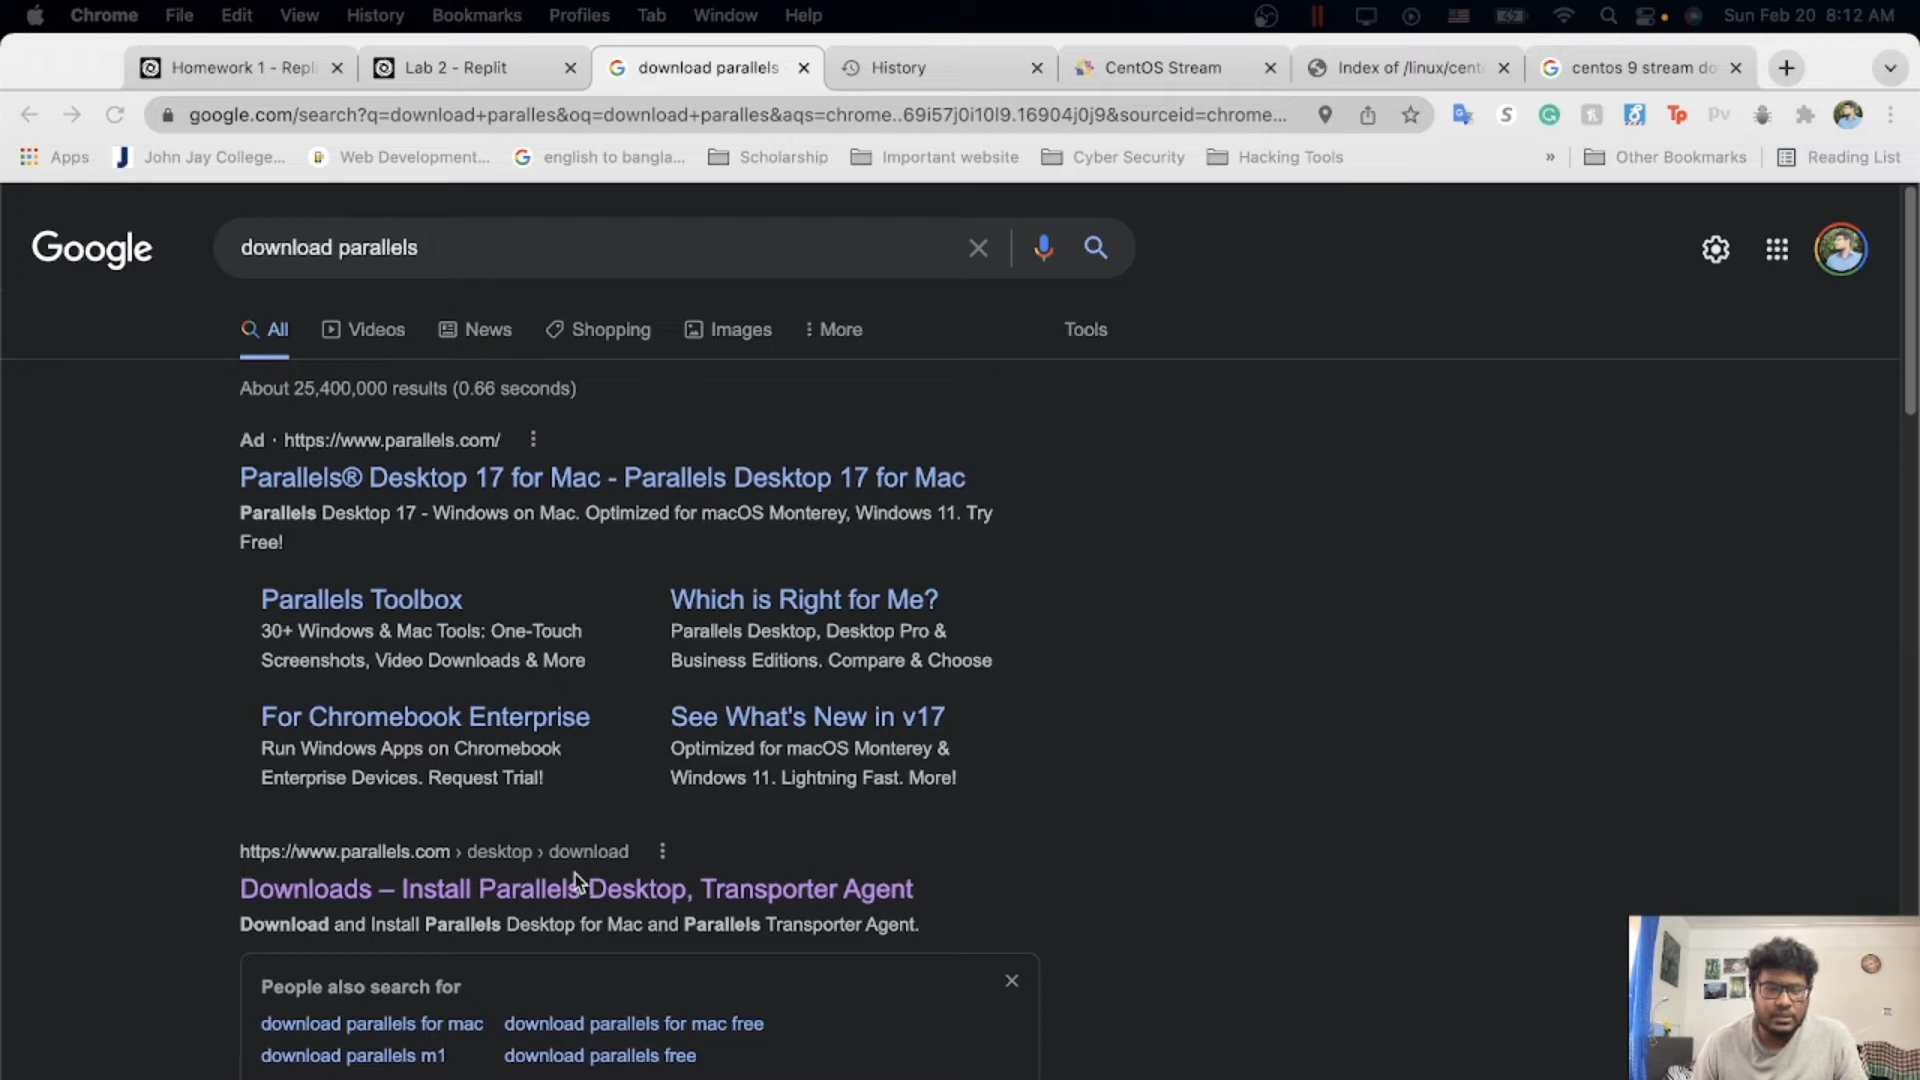 Chrome File Edit View History Bookmarks Profiles Tab Window Help Sun Feb 20 8:12 AM
Homework 1 - Repli Lab 2 - Replit download parallels History CentOS Stream Index of /linux/cent centos 9 stream do
google.com/search?q=download+paralles&oq=download+paralles&aqs=chrome..69i57j0i10l9.16904j0j9&sourceid=chrome...
Apps John Jay College... Web Development... english to bangla... Scholarship Important website Cyber Security Hacking Tools » Other Bookmarks Reading List
Google download parallels
All Videos News Shopping Images More Tools
About 25,400,000 results (0.66 seconds)
Ad · https://www.parallels.com/
Parallels® Desktop 17 for Mac - Parallels Desktop 17 for Mac
Parallels Desktop 17 - Windows on Mac. Optimized for macOS Monterey, Windows 11. Try
Free!
Parallels Toolbox
30+ Windows & Mac Tools: One-Touch
Screenshots, Video Downloads & More
Which is Right for Me?
Parallels Desktop, Desktop Pro &
Business Editions. Compare & Choose
For Chromebook Enterprise
Run Windows Apps on Chromebook
Enterprise Devices. Request Trial!
See What's New in v17
Optimized for macOS Monterey &
Windows 11. Lightning Fast. More!
https://www.parallels.com › desktop › download
Downloads – Install Parallels Desktop, Transporter Agent
Download and Install Parallels Desktop for Mac and Parallels Transporter Agent.
People also search for
download parallels for mac download parallels for mac free
download parallels m1 download parallels free